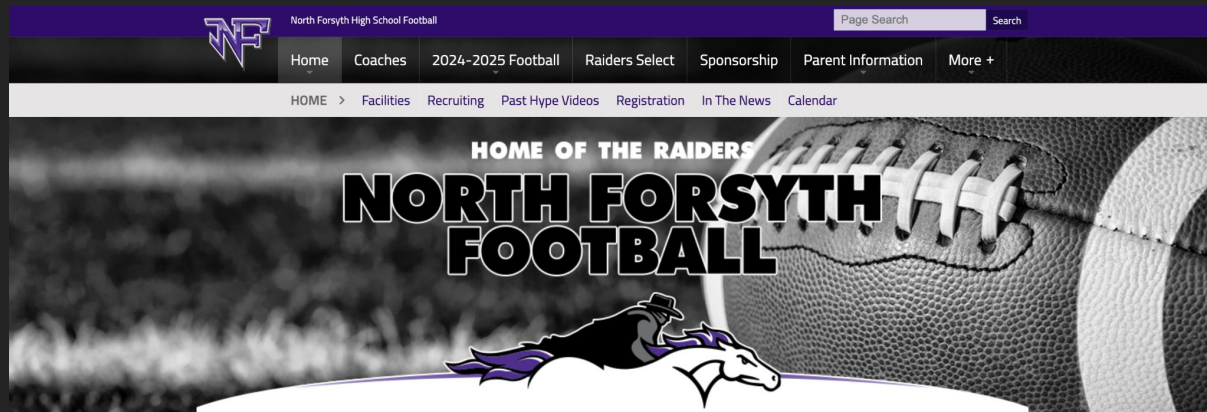 North Forsyth High School Football
Page Search Search
NF
Home Coaches 2024-2025 Football Raiders Select Sponsorship Parent Information More +
HOME > Facilities Recruiting Past Hype Videos Registration In The News Calendar
HOME OF THE RAIDERS
NORTH FORSYTH
FOOTBALL